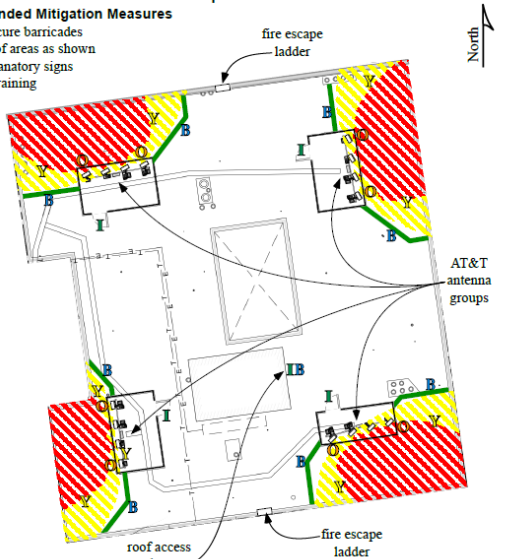 nded Mitigation Measures
cure barricades
of areas as shown
anatory signs
raining
fire escape
ladder
North
Y
Y
B
B
O
O
I
O
Y
Y
B
I
O
Y
B
AT&T
antenna
groups
B
Y
O
I
IB
I
B
Y
O
O
Y
Y
B
B
O
Y
roof access
fire escape
ladder